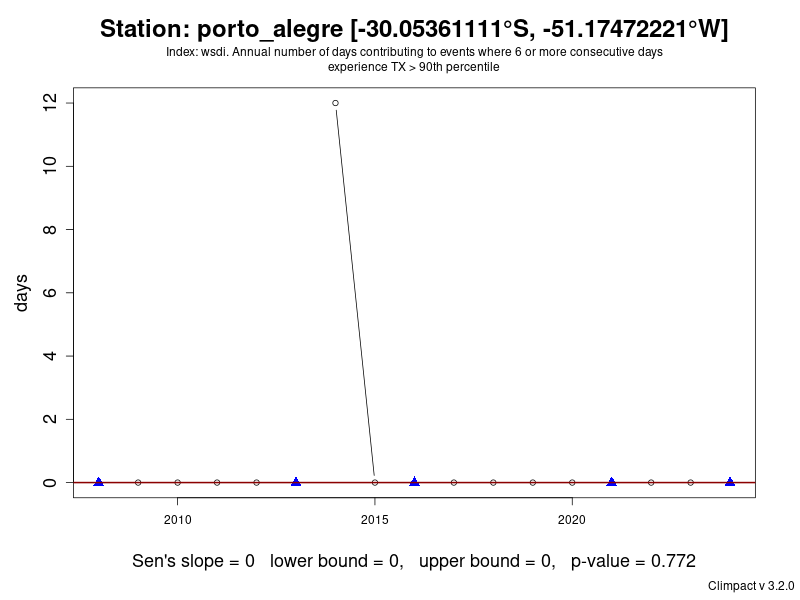 Station: porto_alegre [-30.05361111°S, -51.17472221°W]
Index: wsdi. Annual number of days contributing to events where 6 or more consecutive days
experience TX > 90th percentile
days
12
10
8
6
4
2
0
2010 2015 2020
Sen's slope = 0 lower bound = 0, upper bound = 0, p-value = 0.772
Climpact v 3.2.0